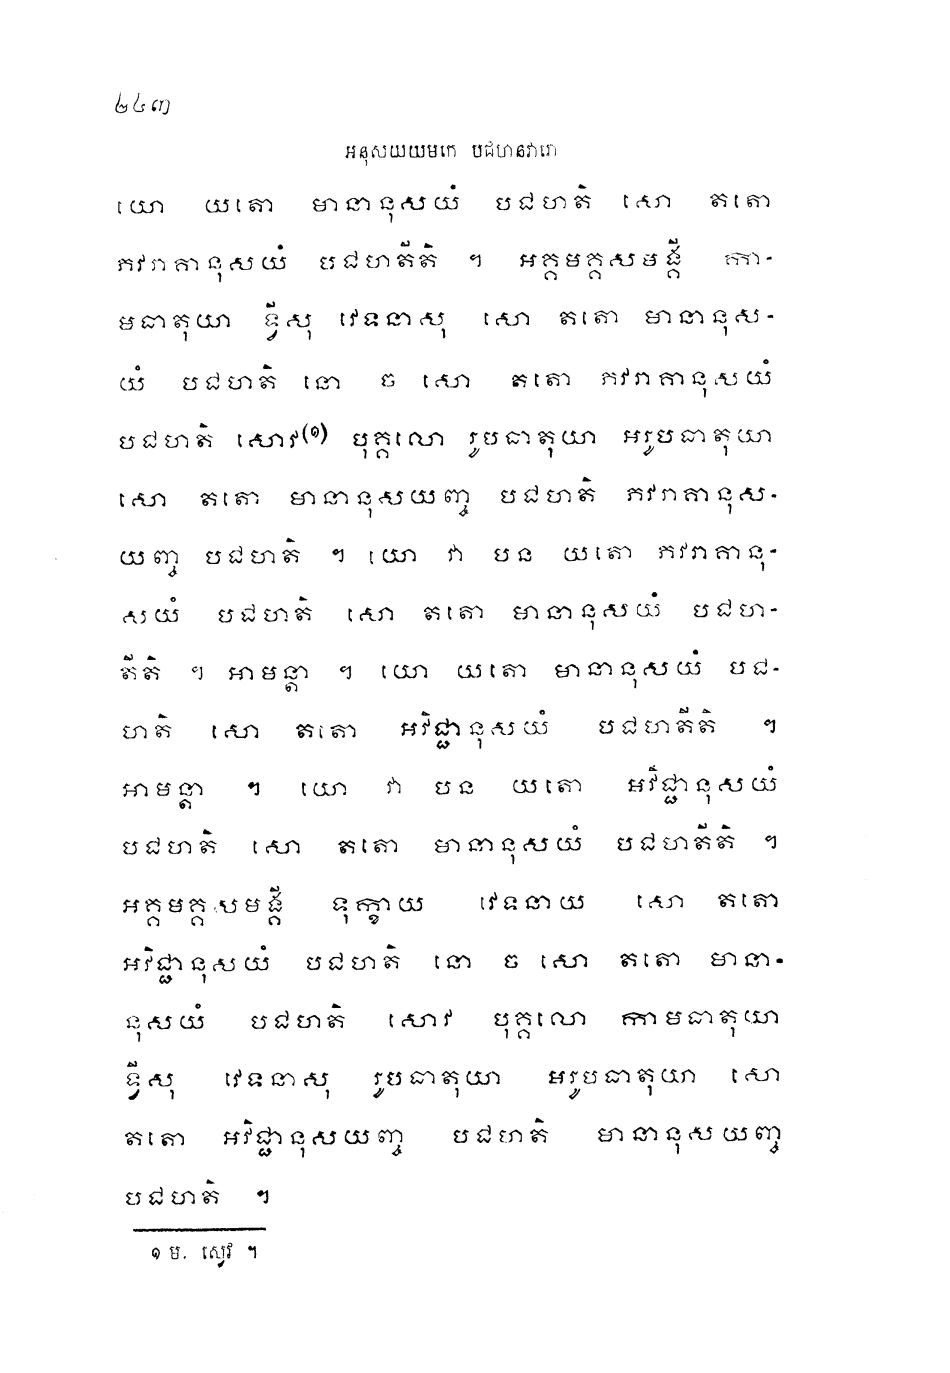 ២៤៣
អនុសយយមកេ បជហនវារោ
យោ យតោ មានានុសយំ បជហតិ សោ តតោ
ភវរាគានុសយំ បជហតីតិ ។ អគ្គមគ្គសមង្គី កា-
មធាតុយា ទ្វីសុ វេទនាសុ សោ តតោ មានានុស-
យំ បជហតិ នោ ច សោ តតោ ភវរាគានុសយំ
បជហតិ សោវ(១) បុគ្គលោ រូបធាតុយា អរូបធាតុយា
សោ តតោ មានានុសយញ្ច បជហតិ ភវរាគានុស-
យញ្ច បជហតិ ។ យោ វា បន យតោ ភវរាគានុ-
សយំ បជហតិ សោ តតោ មានានុសយំ បជហ-
តីតិ ។ អាមន្តា ។ យោ យតោ មានានុសយំ បជ-
ហតិ សោ តតោ អវិជ្ជានុសយំ បជហតីតិ ។
អាមន្តា ។ យោ វា បន យតោ អវិជ្ជានុសយំ
បជហតិ សោ តតោ មានានុសយំ បជហតីតិ ។
អគ្គមគ្គសមង្គី ទុក្ខាយ វេទនាយ សោ តតោ
អវិជ្ជានុសយំ បជហតិ នោ ច សោ តតោ មានា-
នុសយំ បជហតិ សោវ បុគ្គលោ កាមធាតុយា
ទ្វីសុ វេទនាសុ រូបធាតុយា អរូបធាតុយា សោ
តតោ អវិជ្ជានុសយញ្ច បជហតិ មានានុសយញ្ច
បជហតិ ។
១ ម. ស្វេវ ។